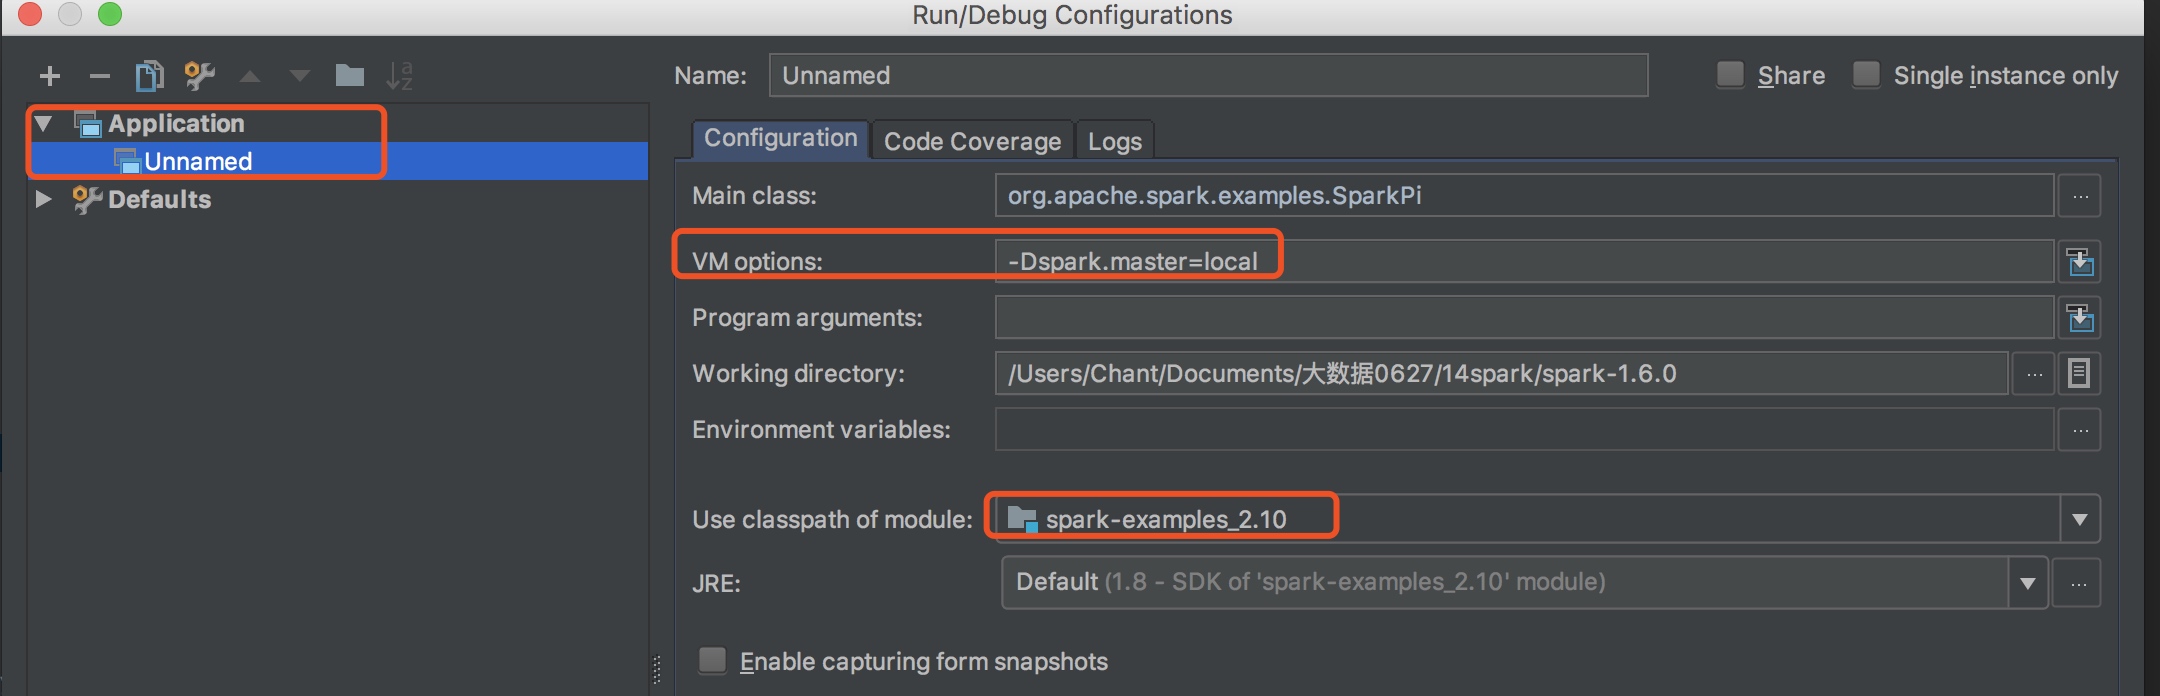 Run/Debug Configurations
Name: Unnamed Share Single instance only
Application
Unnamed
Defaults
Configuration Code Coverage Logs
Main class: org.apache.spark.examples.SparkPi ...
VM options: -Dspark.master=local
Program arguments:
Working directory: /Users/Chant/Documents/大数据0627/14spark/spark-1.6.0 ...
Environment variables: ...
Use classpath of module: spark-examples_2.10
JRE: Default (1.8 - SDK of 'spark-examples_2.10' module) ...
Enable capturing form snapshots